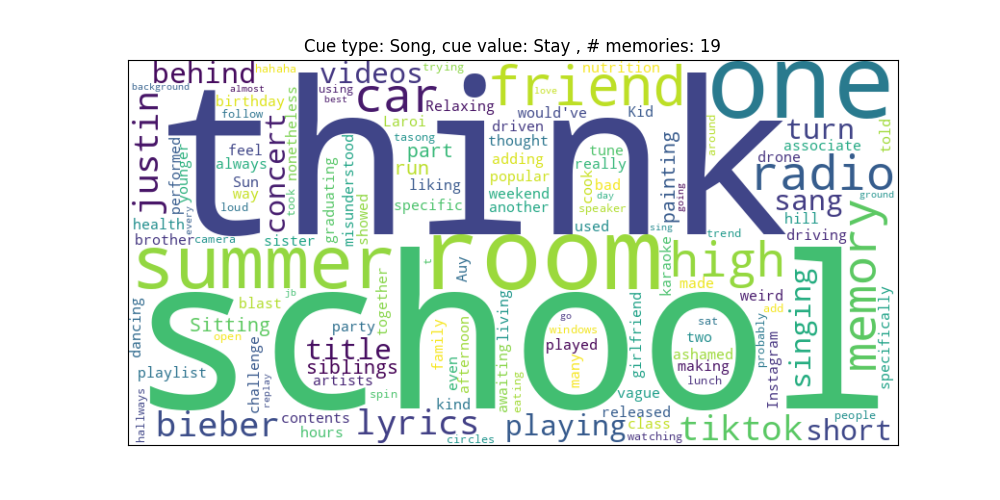 Cue type: Song, cue value: Stay , # memories: 19
behind
hahaha
videos
trying
nutrition
one
background
almost
using
best
car
Relaxing
friend
love
justin
birthday
follow
nonetheless
took
concert
think
Laroi
would've
Kid
around
turn
told
performed
younger
feel
always
Sun
way
loud
misunderstood
tasong
part
run
liking
specific
driven
thought
adding
popular
weekend
another
tune
really
cook
bad
day
speaker
used
painting
going
sing
drone
associate
radio
sang
hill
driving
trend
ground
health
every
brother
camera
sister
graduating
showed
summer
t
Auy
room
karaoke
high
made
weird
add
memory
specifically
singing
dancing
blast
jb
together
Sitting
open
party
school
living
go
windows
played
many
girlfriend
sat
two
ashamed
making
lunch
probably
Instagram
playlist
challenge
replay
title
siblings
artists
spin
family
even
afternoon
awaiting
eating
kind
vague
released
class
watching
hallways
bieber
contents
hours
lyrics
circles
playing
tiktok
people
short